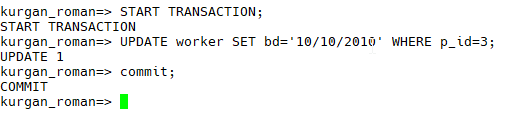 kurgan_roman=> START TRANSACTION;
START TRANSACTION
kurgan_roman=> UPDATE worker SET bd='10/10/2010' WHERE p_id=3;
UPDATE 1
kurgan_roman=> commit;
COMMIT
kurgan_roman=>